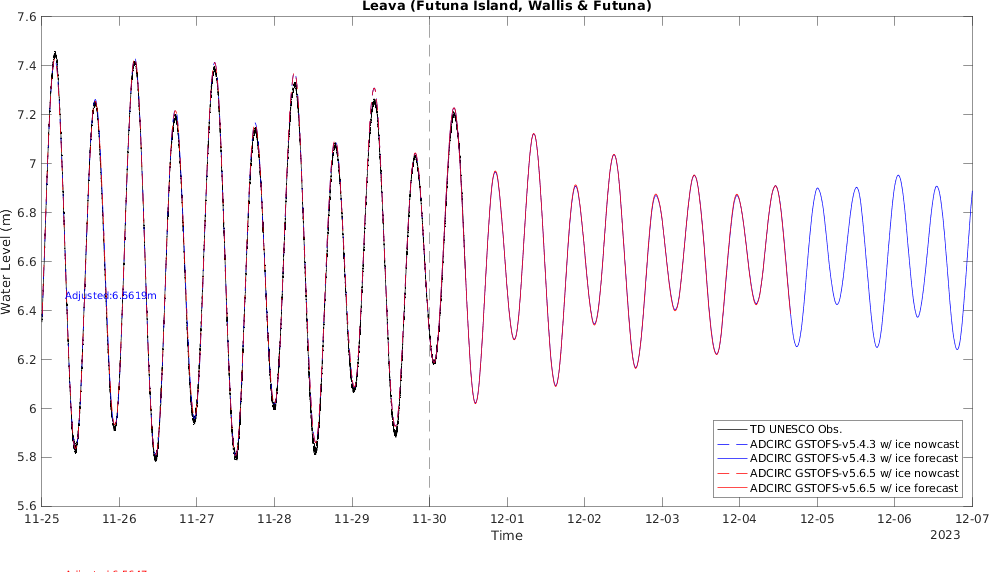 Leava (Futuna Island, Wallis & Futuna)
7.6
7.4
7.2
7
6.8
6.6
6.4
6.2
6
5.8
5.6
Water Level (m)
Adjusted:6.5619m
TD UNESCO Obs.
ADCIRC GSTOFS-v5.4.3 w/ ice nowcast
ADCIRC GSTOFS-v5.4.3 w/ ice forecast
ADCIRC GSTOFS-v5.6.5 w/ ice nowcast
ADCIRC GSTOFS-v5.6.5 w/ ice forecast
11-25 11-26 11-27 11-28 11-29 11-30 12-01 12-02 12-03 12-04 12-05 12-06 12-07
Time
2023